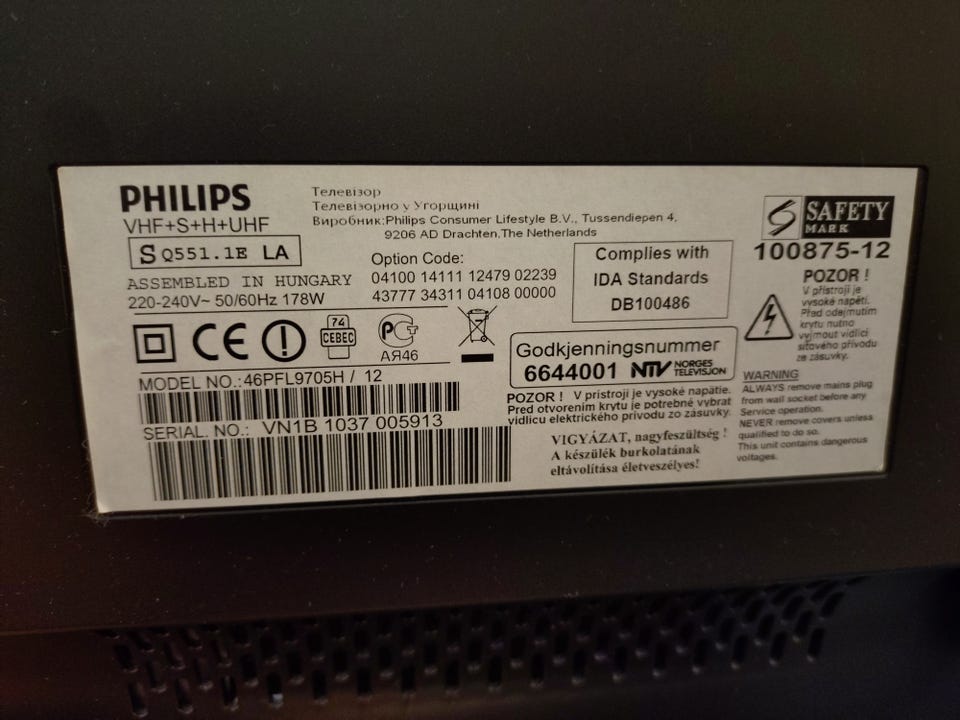 PHILIPS
VHF+S+H+UHF
S Q551.1E LA
ASSEMBLED IN HUNGARY
220-240V~ 50/60Hz 178W
Телевізор
Телевізорно у Угорщині
Виробник:Philips Consumer Lifestyle B.V., Tussendiepen 4,
9206 AD Drachten,The Netherlands
Option Code:
04100 14111 12479 02239
43777 34311 04108 00000
Complies with
IDA Standards
DB100486
SAFETY
MARK
100875-12
CE
74
CEBEC
РСТ
АЯ46
MODEL NO.:46PFL9705H / 12
SERIAL. NO.: VN1B 1037 005913
Godkjenningsnummer
6644001 NTV NORGES
TELEVISJON
POZOR ! V prístroji je vysoké napätie.
Pred otvorením krytu je potrebné vybrat
vidlicu elektrického prívodu zo zásuvky.
VIGYÁZAT, nagyfeszültség !
A készülék burkolatának
eltávolítása életveszélyes!
POZOR !
V přístroji je
vysoké napětí.
Před odejmutím
krytu nutno
vyjmout vidlici
síťového přívodu
ze zásuvky.
WARNING
ALWAYS remove mains plug
from wall socket before any
Service operation.
NEVER remove covers unless
qualified to do so.
This unit contains dangerous
voltages.